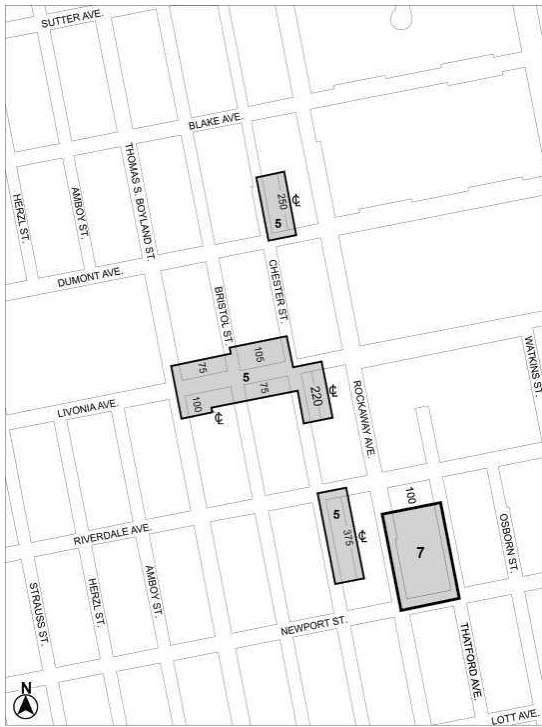 SUTTER AVE.
BLAKE AVE.
THOMAS S. BOYLAND ST.
HERZL ST.
AMBOY ST.
250
℄
5
DUMONT AVE.
BRISTOL ST.
CHESTER ST.
WATKINS ST.
75
105
5
75
100
℄
220
℄
LIVONIA AVE.
ROCKAWAY AVE.
100
5
375
℄
7
RIVERDALE AVE.
OSBORN ST.
STRAUSS ST.
HERZL ST.
AMBOY ST.
NEWPORT ST.
THATFORD AVE.
N
LOTT AVE.